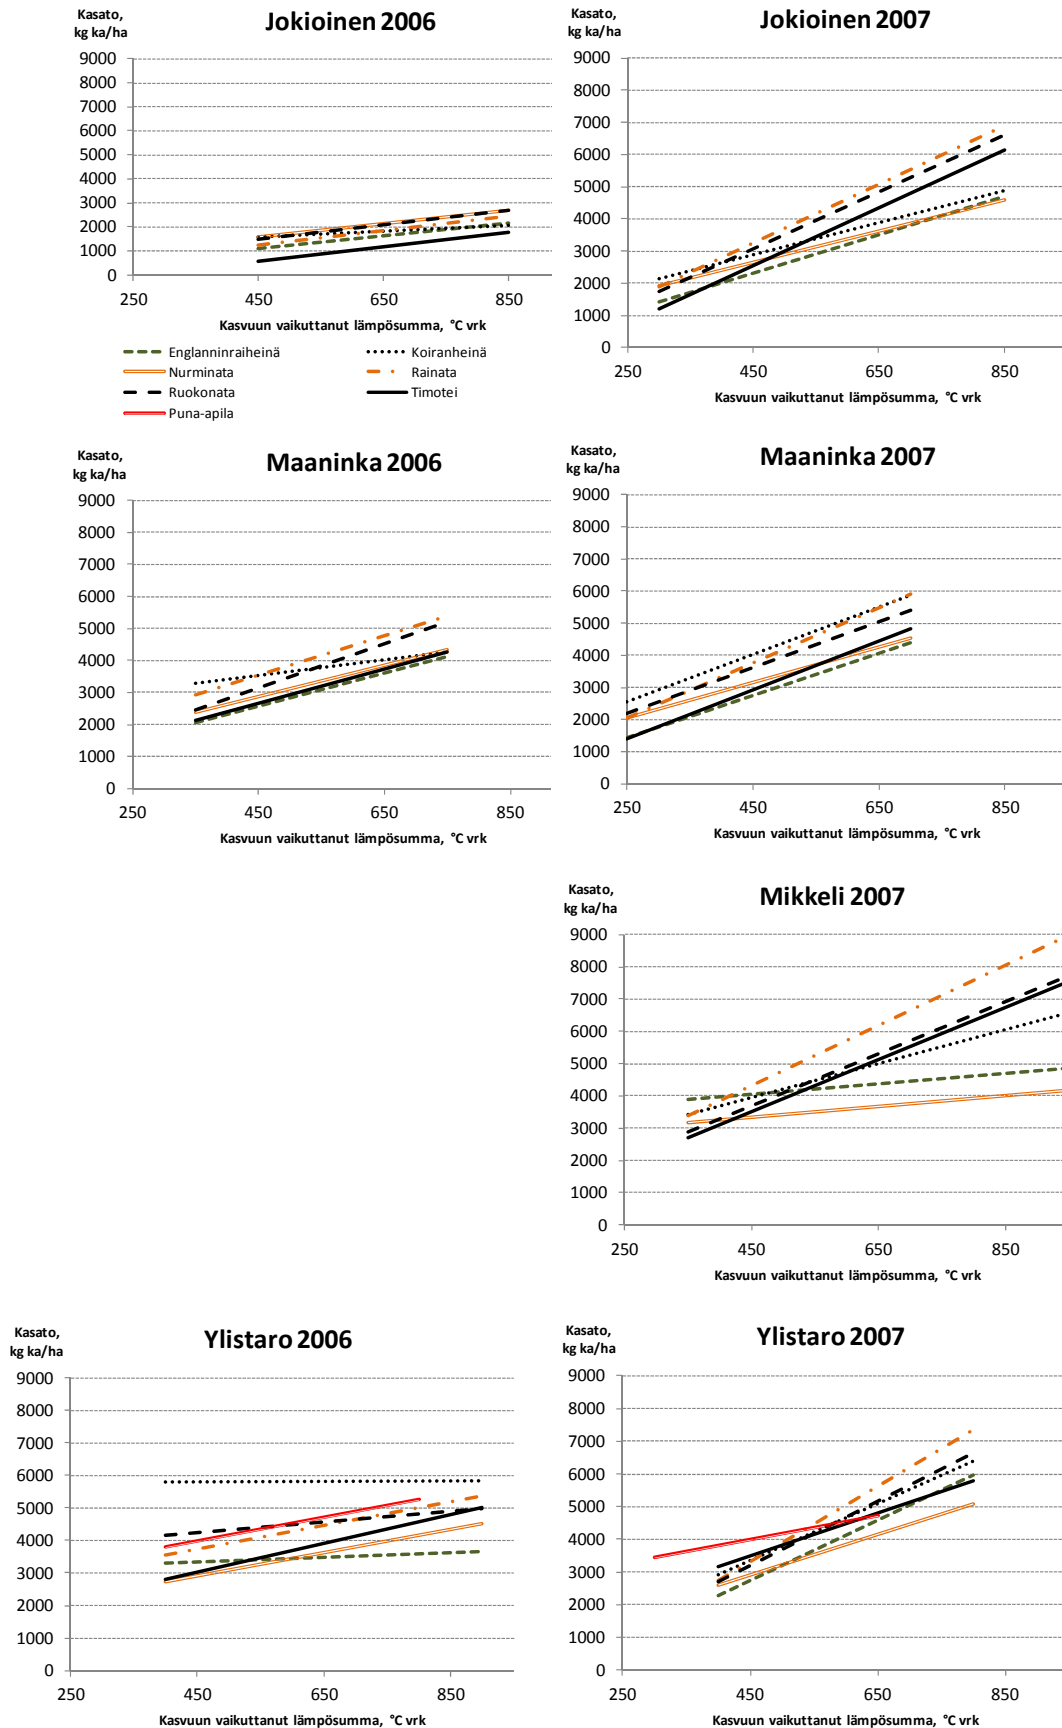 Kasato,
kg ka/ha
Jokioinen 2006
9000
8000
7000
6000
5000
4000
3000
2000
1000
0
250
450
650
850
Kasvuun vaikuttanut lämpösumma, °C vrk
Englanninraiheinä
Koiranheinä
Nurminata
Rainata
Ruokonata
Timotei
Puna-apila
Kasato,
kg ka/ha
Jokioinen 2007
9000
8000
7000
6000
5000
4000
3000
2000
1000
0
250
450
650
850
Kasvuun vaikuttanut lämpösumma, °C vrk
Kasato,
kg ka/ha
Maaninka 2006
9000
8000
7000
6000
5000
4000
3000
2000
1000
0
250
450
650
850
Kasvuun vaikuttanut lämpösumma, °C vrk
Kasato,
kg ka/ha
Maaninka 2007
9000
8000
7000
6000
5000
4000
3000
2000
1000
0
250
450
650
850
Kasvuun vaikuttanut lämpösumma, °C vrk
Kasato,
kg ka/ha
Mikkeli 2007
9000
8000
7000
6000
5000
4000
3000
2000
1000
0
250
450
650
850
Kasvuun vaikuttanut lämpösumma, °C vrk
Kasato,
kg ka/ha
Ylistaro 2006
9000
8000
7000
6000
5000
4000
3000
2000
1000
0
250
450
650
850
Kasvuun vaikuttanut lämpösumma, °C vrk
Kasato,
kg ka/ha
Ylistaro 2007
9000
8000
7000
6000
5000
4000
3000
2000
1000
0
250
450
650
850
Kasvuun vaikuttanut lämpösumma, °C vrk